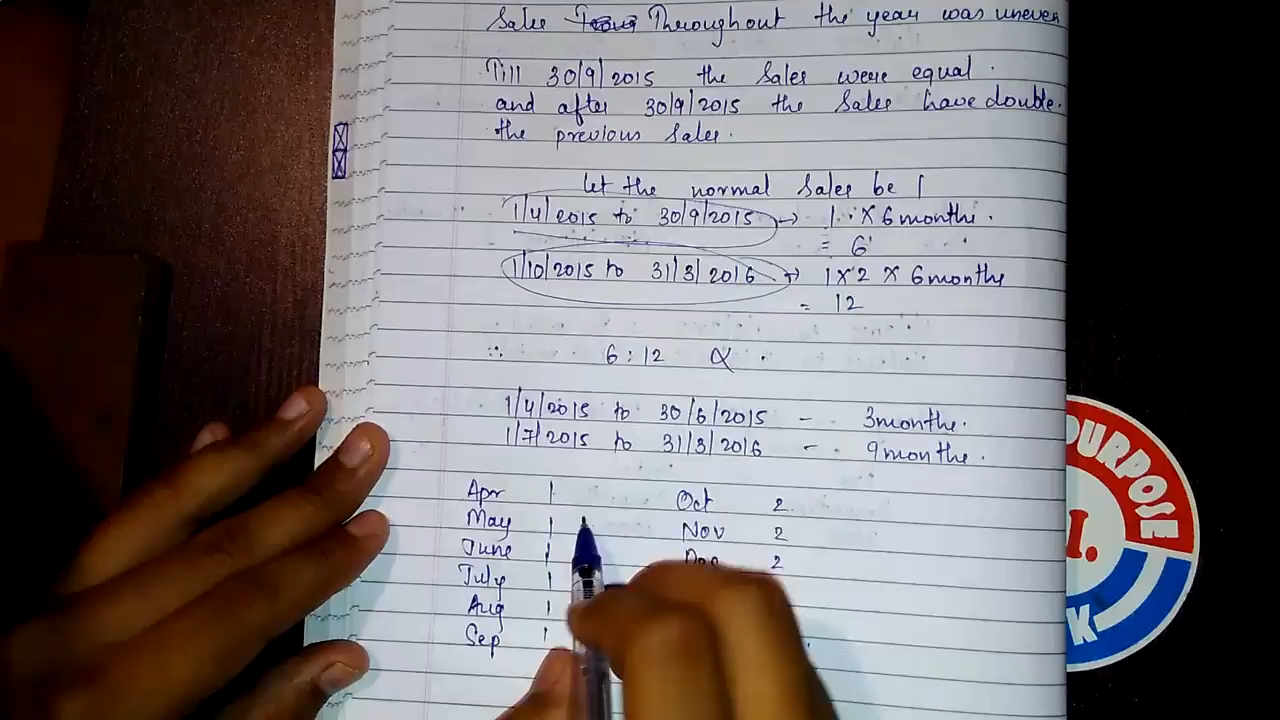 Sales Throughout the year was uneven
Till 30/9/2015 the Sales were equal.
and after 30/9/2015 the Sales have double.
the previous Sales.
let the normal Sales be 1
1/4/2015 to 30/9/2015 → 1 × 6 months.
= 6
1/10/2015 to 31/3/2016 → 1 × 2 × 6 months
= 12
∴ 6 : 12
1/4/2015 to 30/6/2015 - 3 months.
1/7/2015 to 31/3/2016 - 9 months.
Apr 1 Oct 2
May 1 Nov 2
June 1 Dec 2
July 1
Aug 1
Sep 1
PURPOSE
I.